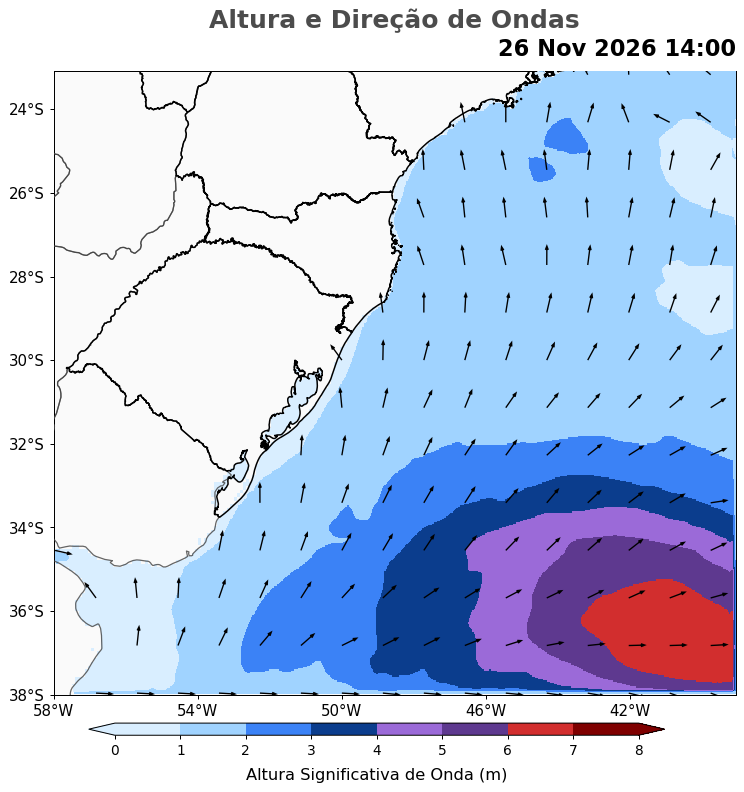 Altura e Direção de Ondas
26 Nov 2026 14:00
24°S
26°S
28°S
30°S
32°S
34°S
36°S
38°S
58°W 54°W 50°W 46°W 42°W
0 1 2 3 4 5 6 7 8
Altura Significativa de Onda (m)